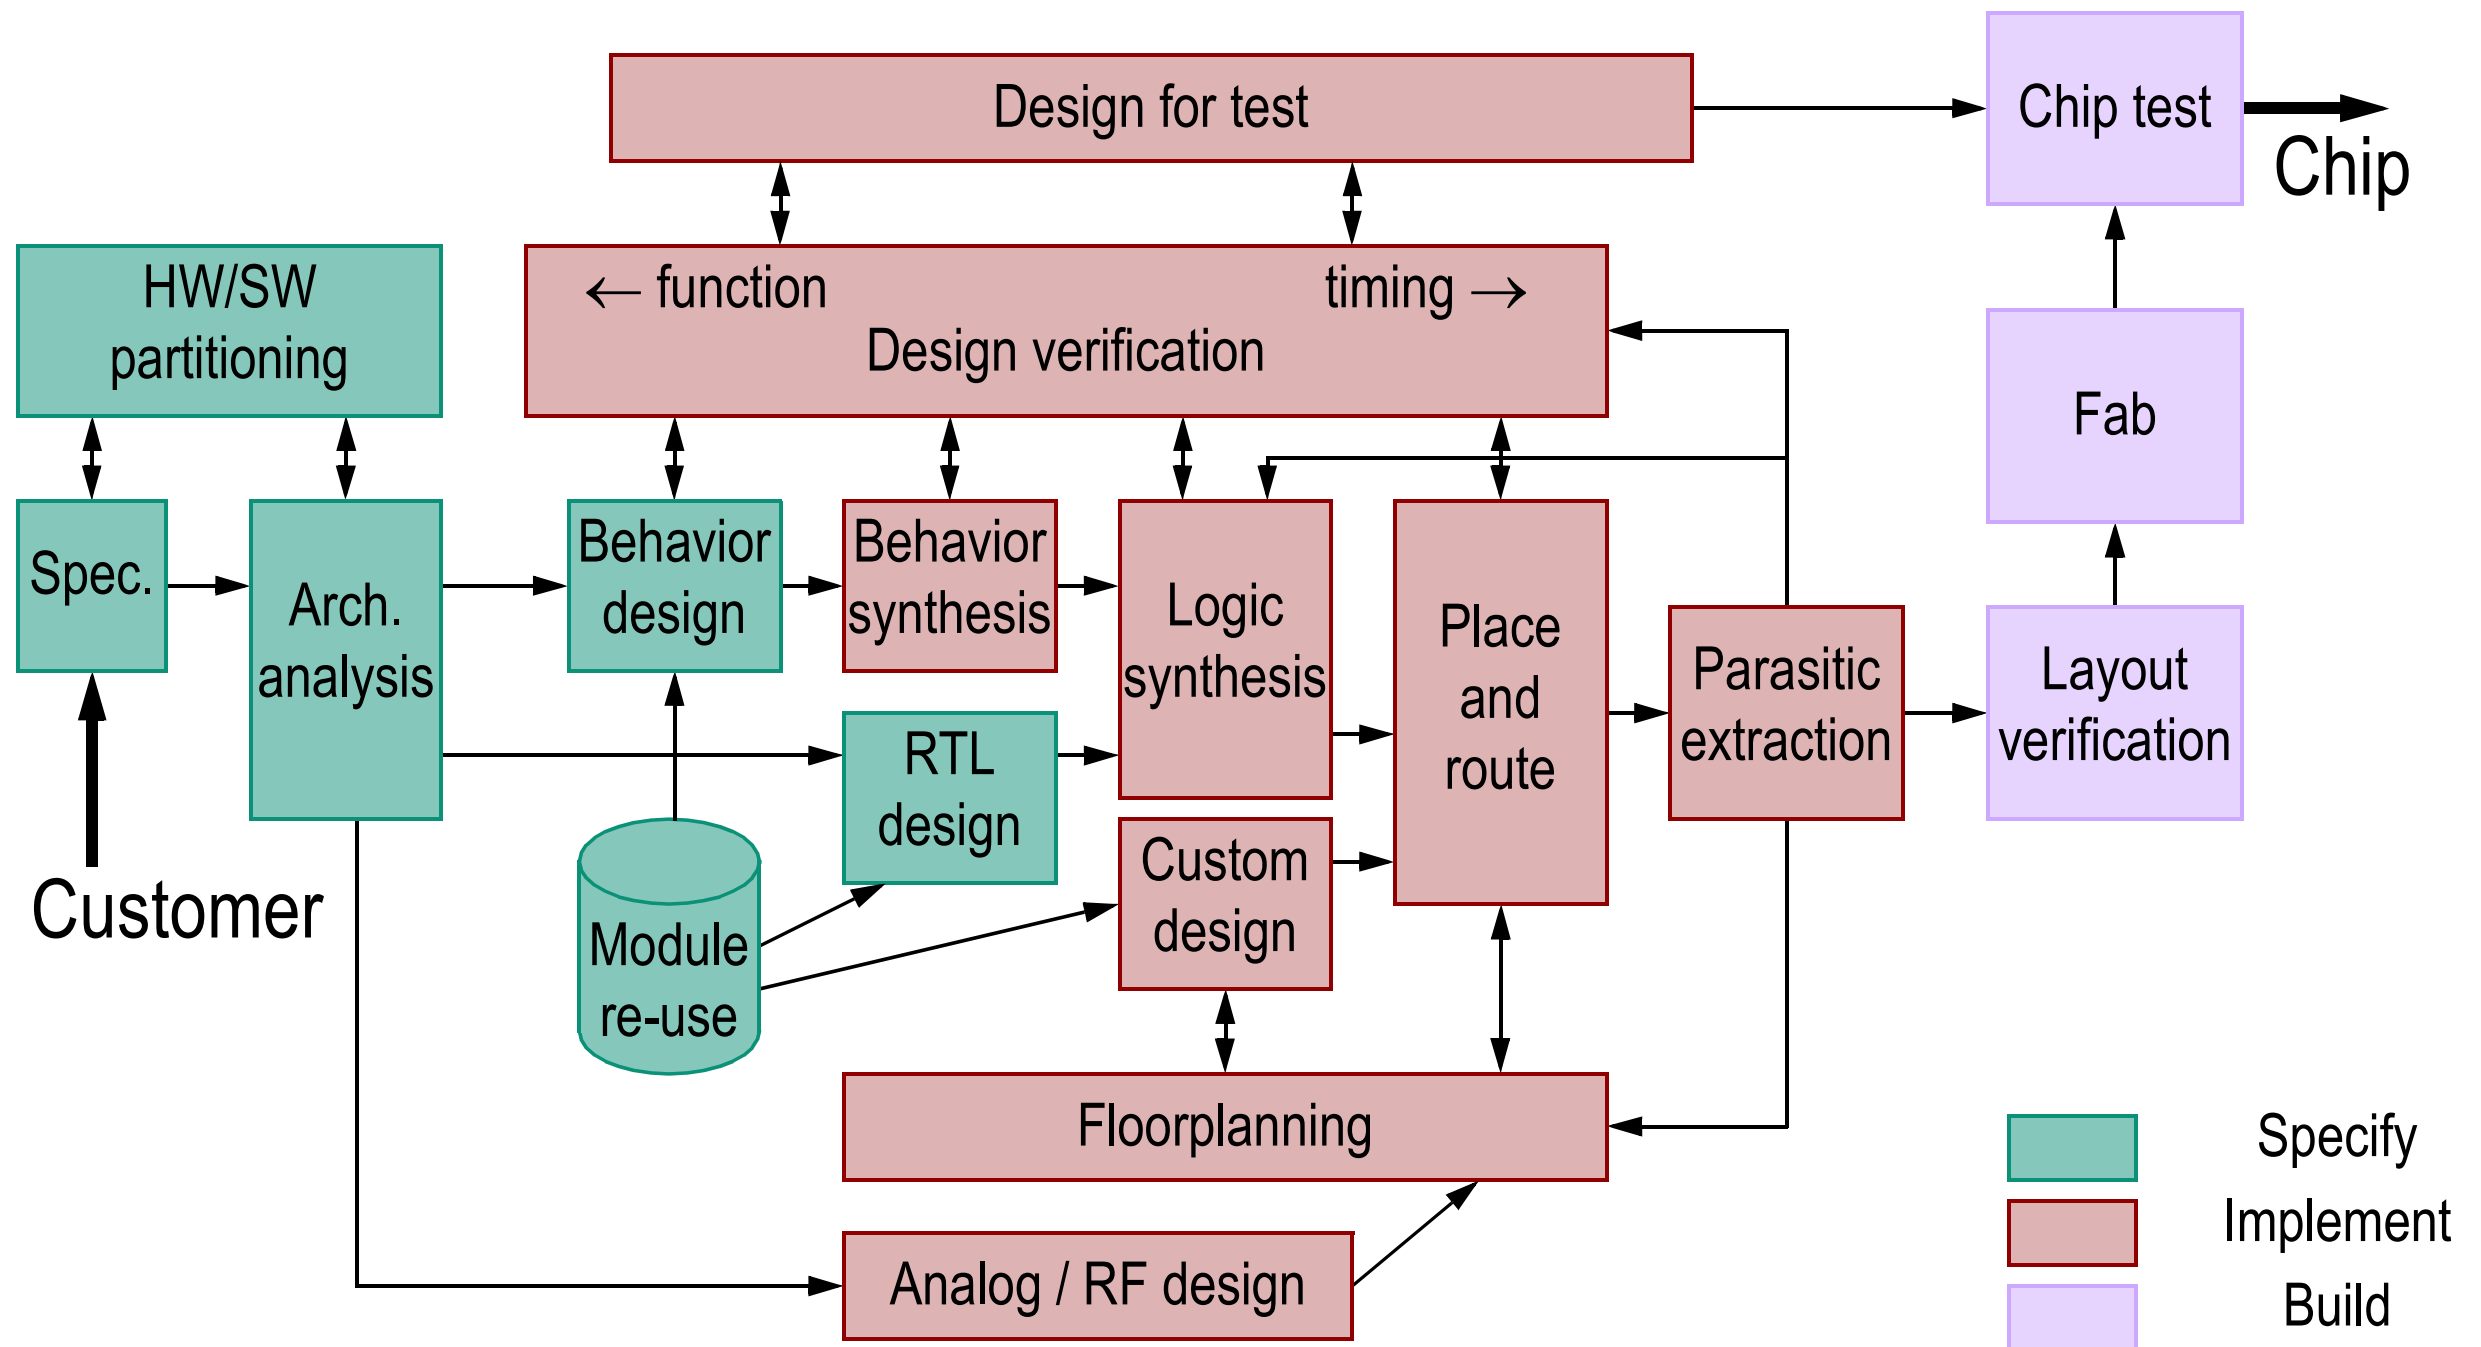 Design for test
Chip test
Chip
HW/SW
partitioning
← function
timing →
Design verification
Fab
Spec.
Arch.
analysis
Behavior
design
Behavior
synthesis
Logic
synthesis
Place
and
route
Parasitic
extraction
Layout
verification
RTL
design
Customer
Module
re-use
Custom
design
Floorplanning
Analog / RF design
Specify
Implement
Build